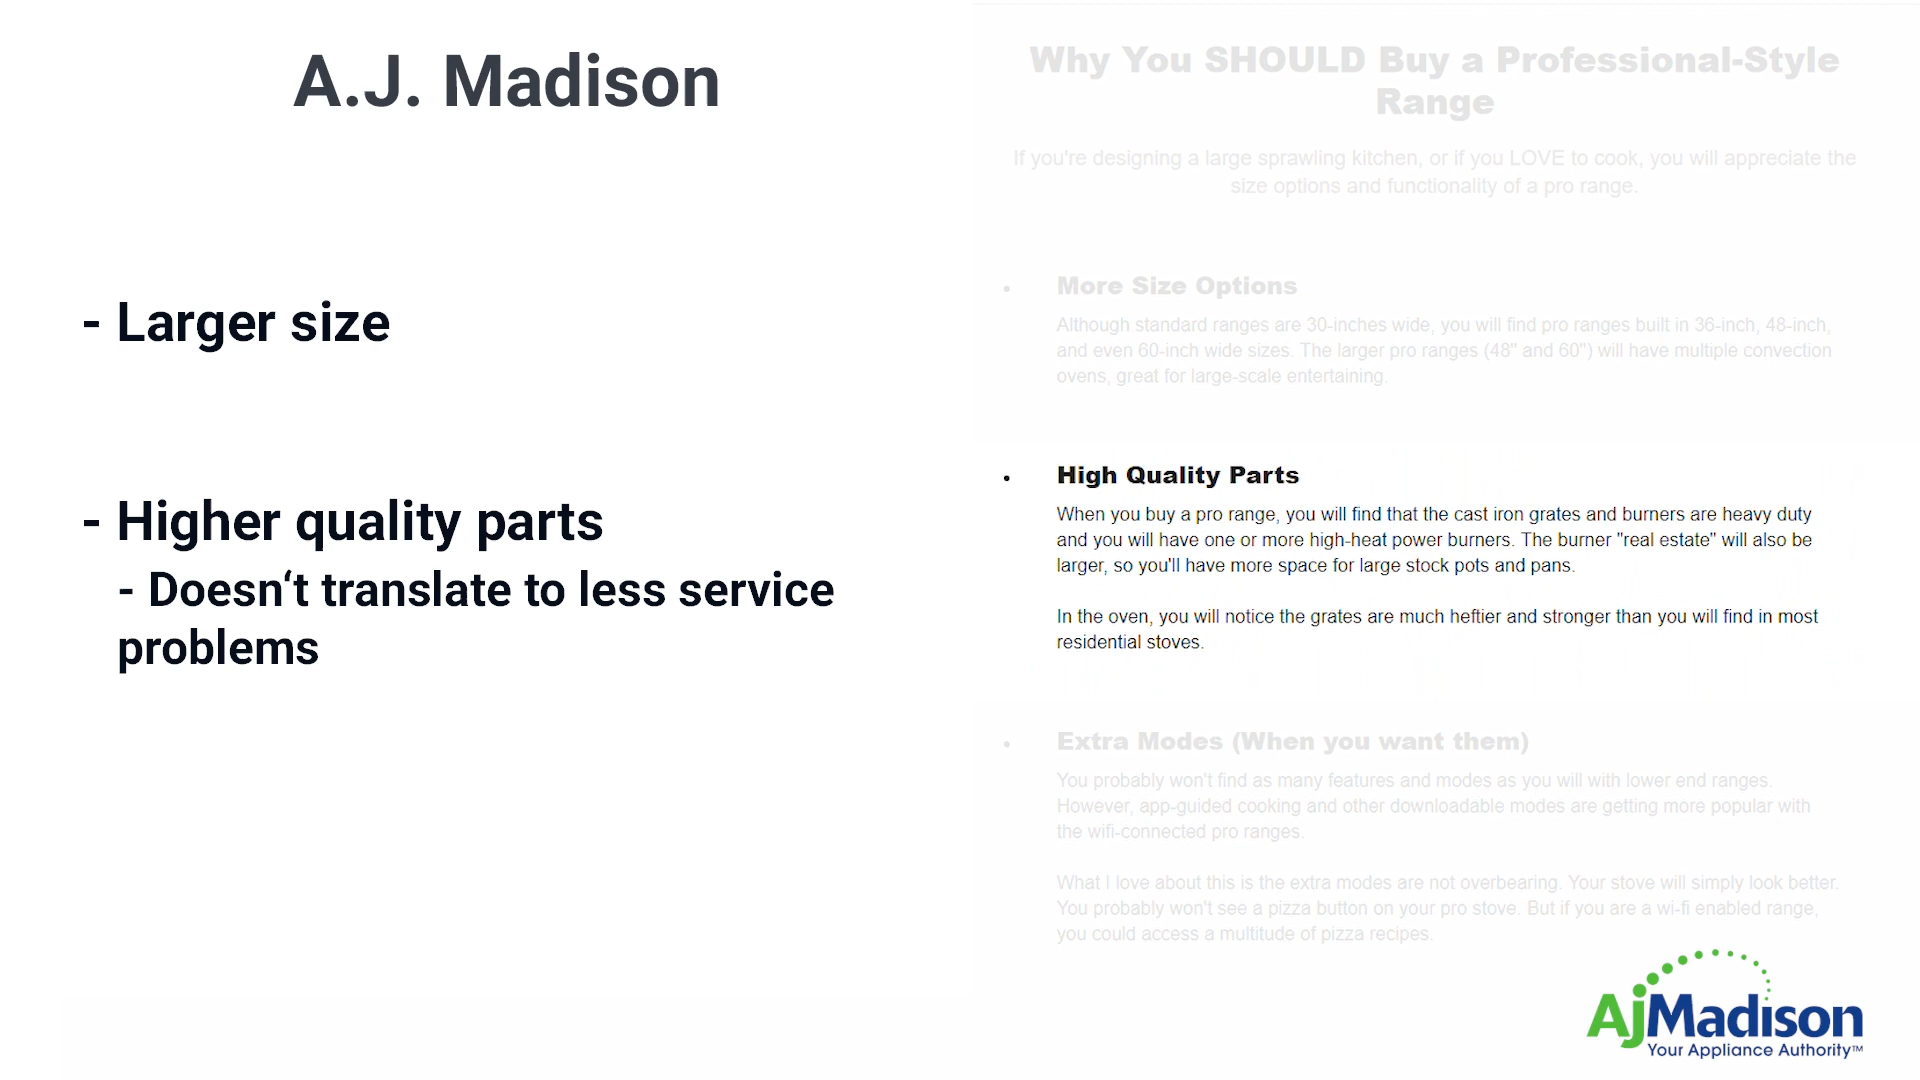 A.J. Madison
- Larger size
- Higher quality parts
- Doesn‘t translate to less service
problems
Why You SHOULD Buy a Professional-Style
Range
If you're designing a large sprawling kitchen, or if you LOVE to cook, you will appreciate the
size options and functionality of a pro range.
• More Size Options
Although standard ranges are 30-inches wide, you will find pro ranges built in 36-inch, 48-inch,
and even 60-inch wide sizes. The larger pro ranges (48" and 60") will have multiple convection
ovens, great for large-scale entertaining.
• High Quality Parts
When you buy a pro range, you will find that the cast iron grates and burners are heavy duty
and you will have one or more high-heat power burners. The burner "real estate" will also be
larger, so you'll have more space for large stock pots and pans.
In the oven, you will notice the grates are much heftier and stronger than you will find in most
residential stoves.
• Extra Modes (When you want them)
You probably won't find as many features and modes as you will with lower end ranges.
However, app-guided cooking and other downloadable modes are getting more popular with
the wifi-connected pro ranges.
What I love about this is the extra modes are not overbearing. Your stove will simply look better.
You probably won't see a pizza button on your pro stove. But if you are a wi-fi enabled range,
you could access a multitude of pizza recipes.
AjMadison
Your Appliance Authority™